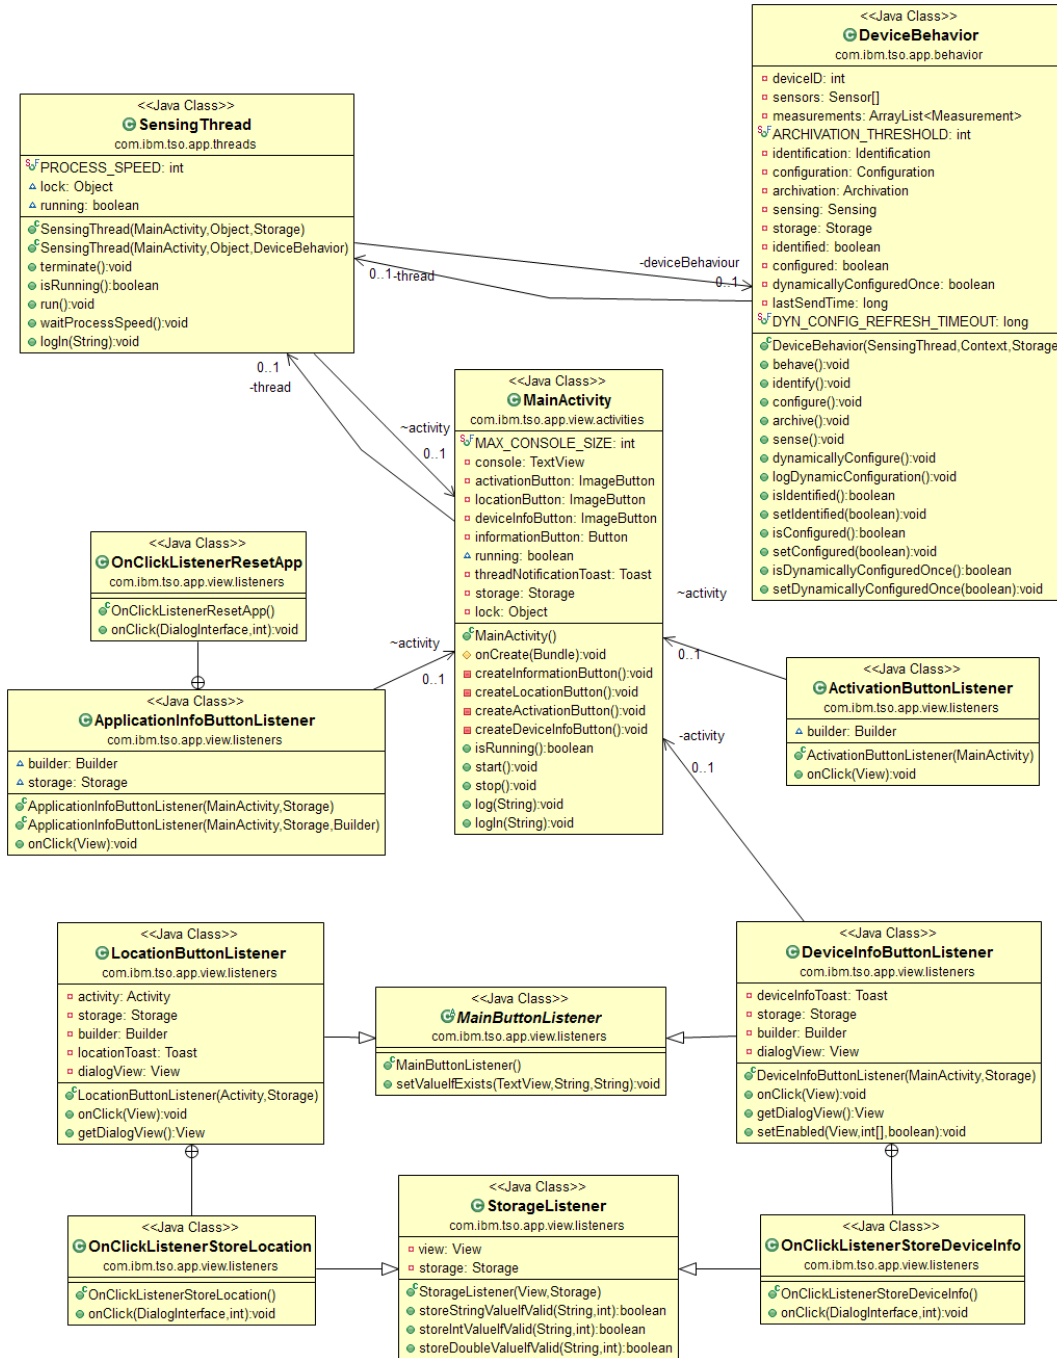 <<Java Class>>
DeviceBehavior
com.ibm.tso.app.behavior
deviceID: int
sensors: Sensor[]
measurements: ArrayList<Measurement>
ARCHIVATION_THRESHOLD: int
identification: Identification
configuration: Configuration
archivation: Archivation
sensing: Sensing
storage: Storage
identified: boolean
configured: boolean
dynamicallyConfiguredOnce: boolean
lastSendTime: long
DYN_CONFIG_REFRESH_TIMEOUT: long
DeviceBehavior(SensingThread,Context,Storage
behave():void
identify():void
configure():void
archive():void
sense():void
dynamicallyConfigure():void
logDynamicConfiguration():void
isIdentified():boolean
setIdentified(boolean):void
isConfigured():boolean
setConfigured(boolean):void
isDynamicallyConfiguredOnce():boolean
setDynamicallyConfiguredOnce(boolean):void
<<Java Class>>
SensingThread
com.ibm.tso.app.threads
PROCESS_SPEED: int
lock: Object
running: boolean
SensingThread(MainActivity,Object,Storage)
SensingThread(MainActivity,Object,DeviceBehavior)
terminate():void
isRunning():boolean
run():void
waitProcessSpeed():void
logln(String):void
-deviceBehaviour
0..1
0..1
-thread
0..1
-thread
~activity
0..1
<<Java Class>>
MainActivity
com.ibm.tso.app.view.activities
MAX_CONSOLE_SIZE: int
console: TextView
activationButton: ImageButton
locationButton: ImageButton
deviceInfoButton: ImageButton
informationButton: Button
running: boolean
threadNotificationToast: Toast
storage: Storage
lock: Object
MainActivity()
onCreate(Bundle):void
createInformationButton():void
createLocationButton():void
createActivationButton():void
createDeviceInfoButton():void
isRunning():boolean
start():void
stop():void
log(String):void
logln(String):void
<<Java Class>>
OnClickListenerResetApp
com.ibm.tso.app.view.listeners
OnClickListenerResetApp()
onClick(DialogInterface,int):void
~activity
0..1
<<Java Class>>
ApplicationInfoButtonListener
com.ibm.tso.app.view.listeners
builder: Builder
storage: Storage
ApplicationInfoButtonListener(MainActivity,Storage)
ApplicationInfoButtonListener(MainActivity,Storage,Builder)
onClick(View):void
~activity
0..1
<<Java Class>>
ActivationButtonListener
com.ibm.tso.app.view.listeners
builder: Builder
ActivationButtonListener(MainActivity)
onClick(View):void
-activity
0..1
<<Java Class>>
LocationButtonListener
com.ibm.tso.app.view.listeners
activity: Activity
storage: Storage
builder: Builder
locationToast: Toast
dialogView: View
LocationButtonListener(Activity,Storage)
onClick(View):void
getDialogView():View
<<Java Class>>
MainButtonListener
com.ibm.tso.app.view.listeners
MainButtonListener()
setValueIfExists(TextView,String,String):void
<<Java Class>>
DeviceInfoButtonListener
com.ibm.tso.app.view.listeners
deviceInfoToast: Toast
storage: Storage
builder: Builder
dialogView: View
DeviceInfoButtonListener(MainActivity,Storage)
onClick(View):void
getDialogView():View
setEnabled(View,int[],boolean):void
<<Java Class>>
OnClickListenerStoreLocation
com.ibm.tso.app.view.listeners
OnClickListenerStoreLocation()
onClick(DialogInterface,int):void
<<Java Class>>
StorageListener
com.ibm.tso.app.view.listeners
view: View
storage: Storage
StorageListener(View,Storage)
storeStringValueIfValid(String,int):boolean
storeIntValueIfValid(String,int):boolean
storeDoubleValueIfValid(String,int):boolean
<<Java Class>>
OnClickListenerStoreDeviceInfo
com.ibm.tso.app.view.listeners
OnClickListenerStoreDeviceInfo()
onClick(DialogInterface,int):void